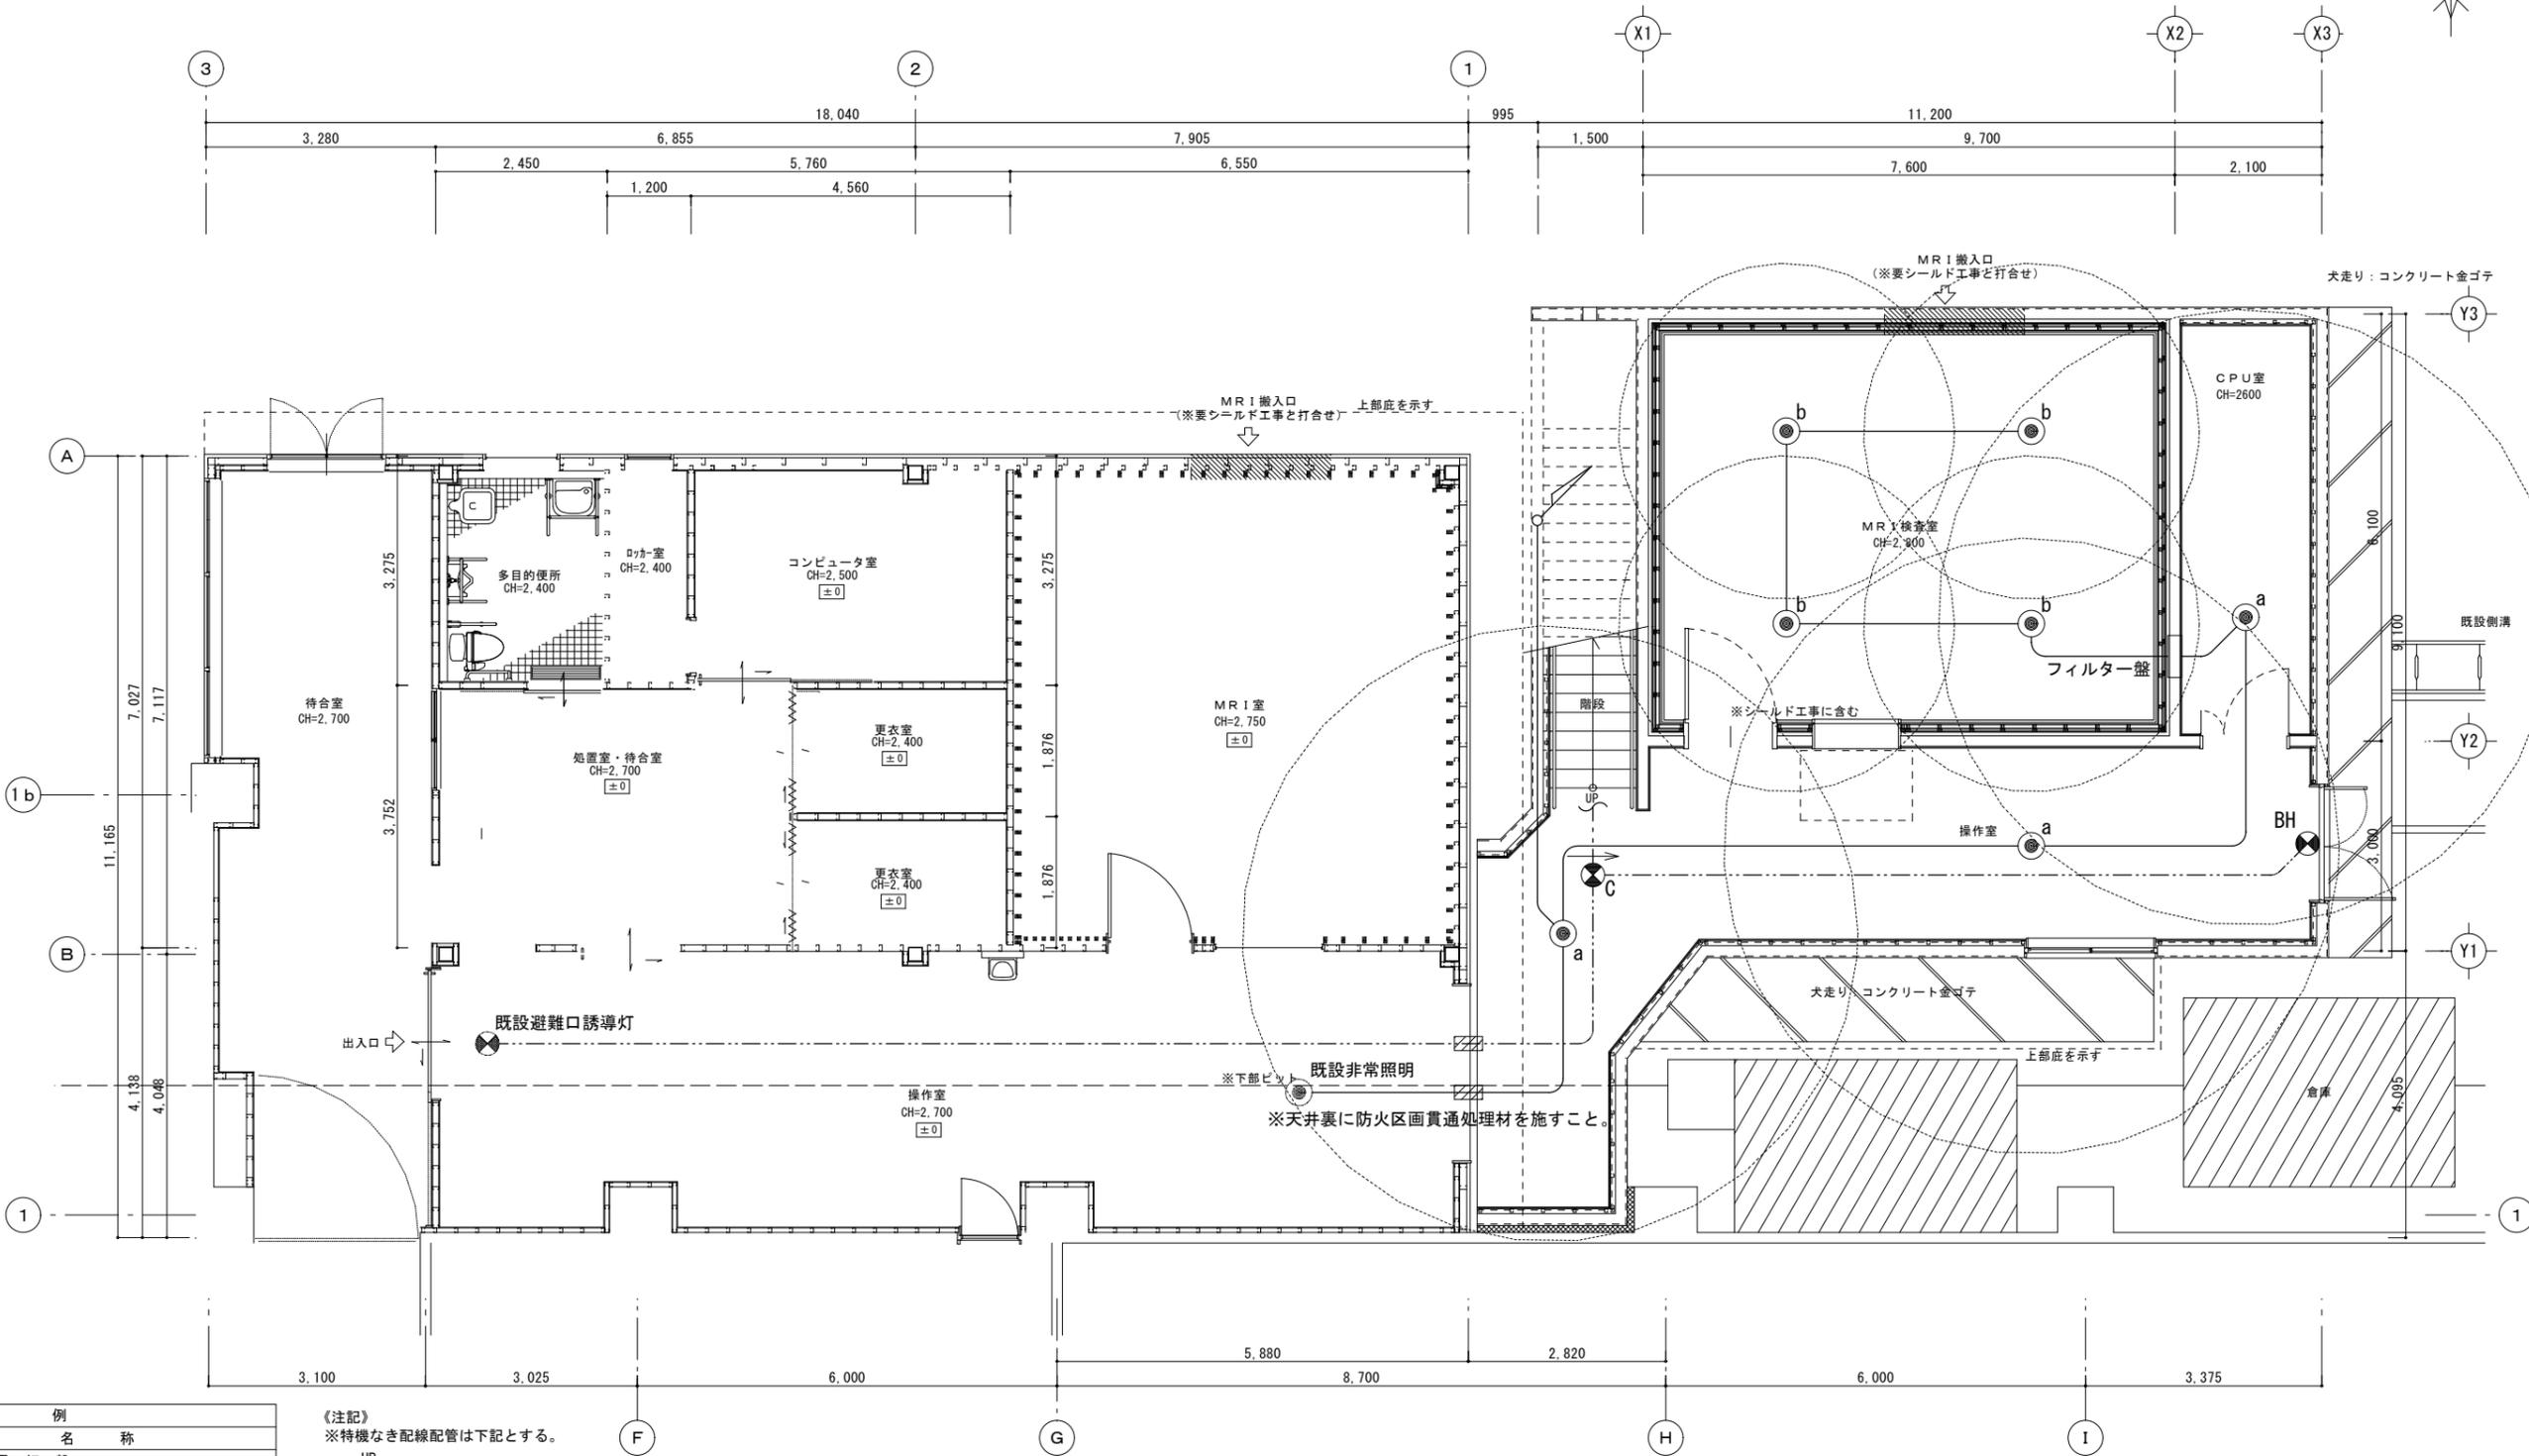 X1
X2
X3
3
2
1
18,040
995
11,200
3,280
6,855
7,905
1,500
9,700
2,450
5,760
6,550
7,600
2,100
1,200
4,560
MRI搬入口
(※要シールド工事と打合せ)
犬走り:コンクリート金ゴテ
Y3
CPU室
CH=2600
MRI搬入口
(※要シールド工事と打合せ)
上部庇を示す
b
b
A
C
MRI検査室
CH=2,800
6,100
3,275
ロッカー室
CH=2,400
コンピュータ室
CH=2,500
±0
3,275
多目的便所
CH=2,400
b
b
a
9,100
既設側溝
フィルター盤
7,027
7,117
待合室
CH=2,700
MRI室
CH=2,750
±0
階段
※シールド工事に含む
更衣室
CH=2,400
±0
1,876
処置室・待合室
CH=2,700
±0
Y2
1b
UP
3,752
11,165
操作室
a
BH
3,000
更衣室
CH=2,400
±0
1,876
C
B
a
Y1
犬走り:コンクリート金ゴテ
既設避難口誘導灯
出入口
上部庇を示す
※下部ピット
既設非常照明
4,138
4,048
操作室
CH=2,700
±0
倉庫
4,095
※天井裏に防火区画貫通処理材を施すこと。
1
1
5,880
2,820
3,100
3,025
6,000
8,700
6,000
3,375
例
名 称
《注記》
※特機なき配線配管は下記とする。
F
G
H
I